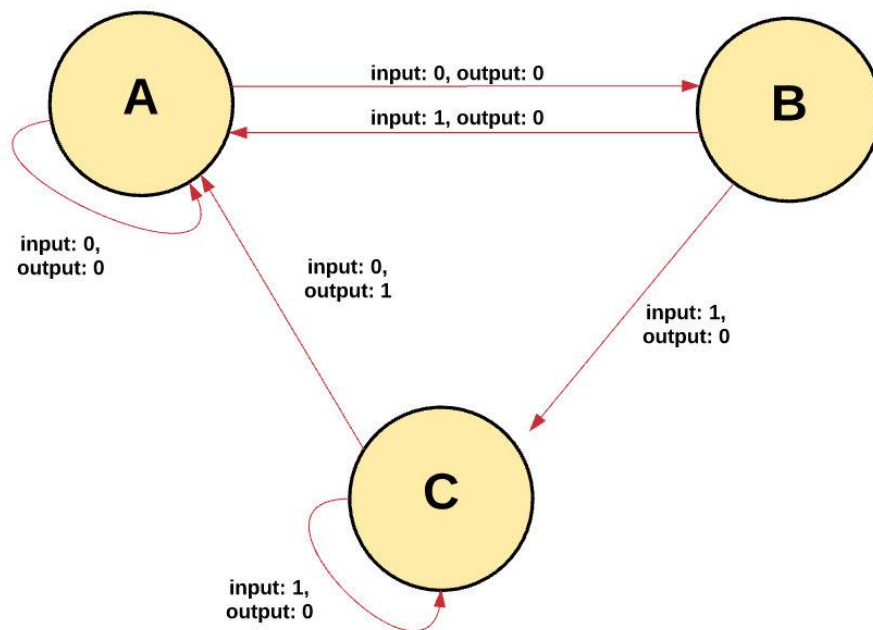 A
B
input: 0, output: 0
input: 1, output: 0
input: 0,
output: 0
input: 0,
output: 1
input: 1,
output: 0
C
input: 1,
output: 0